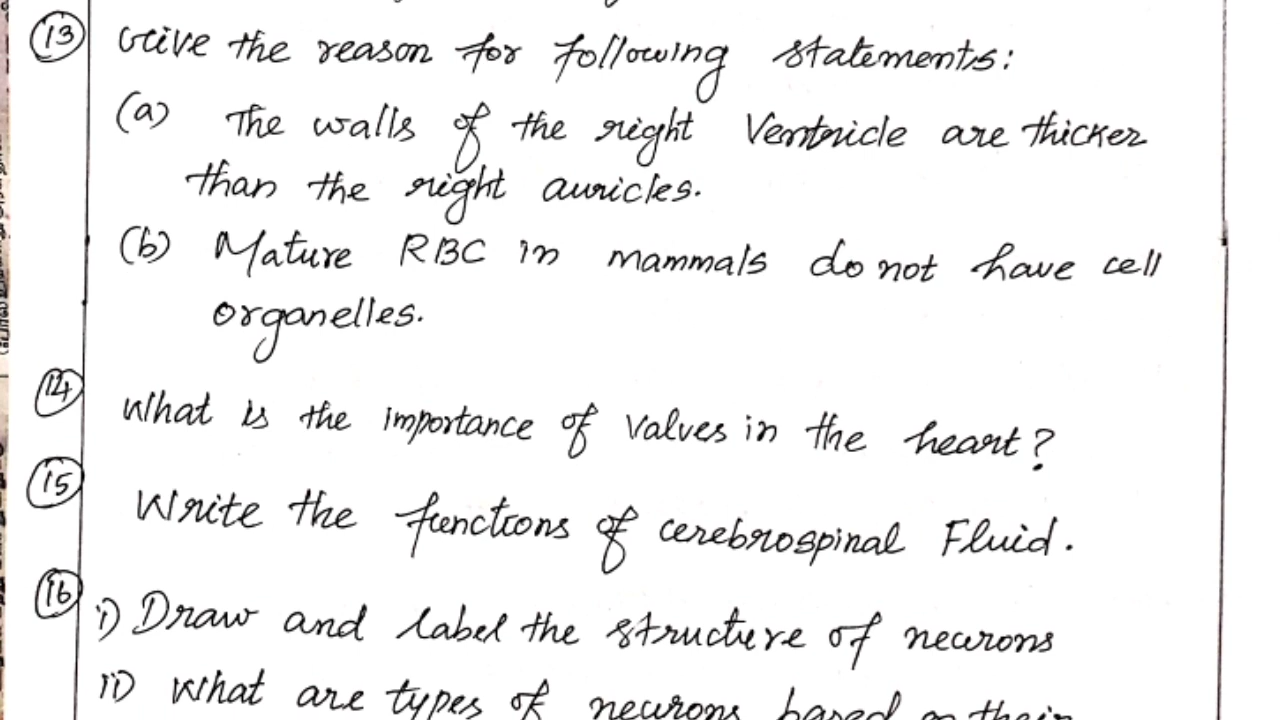 13 Give the reason for following statements:
(a) The walls of the right Ventricle are thicker
than the right auricles.
(b) Mature RBC in mammals do not have cell
organelles.
14 What is the importance of valves in the heart?
15 Write the functions of cerebrospinal Fluid.
16 i) Draw and label the structure of neurons
ii) What are types of neurons based on their